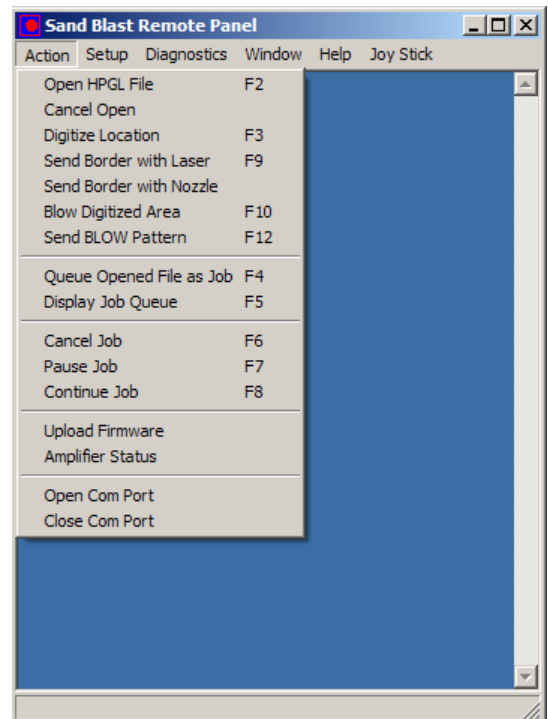 Sand Blast Remote Panel
Action Setup Diagnostics Window Help Joy Stick
Open HPGL File F2
Cancel Open
Digitize Location F3
Send Border with Laser F9
Send Border with Nozzle
Blow Digitized Area F10
Send BLOW Pattern F12
Queue Opened File as Job F4
Display Job Queue F5
Cancel Job F6
Pause Job F7
Continue Job F8
Upload Firmware
Amplifier Status
Open Com Port
Close Com Port